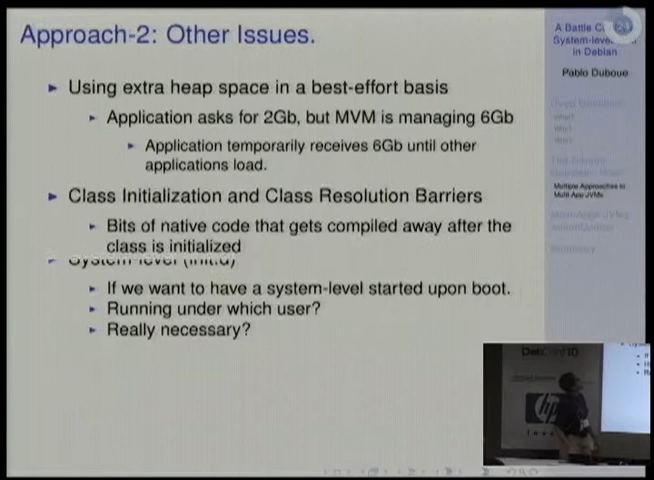 Approach-2: Other Issues.
Using extra heap space in a best-effort basis
Application asks for 2Gb, but MVM is managing 6Gb
Application temporarily receives 6Gb until other
applications load.
Class Initialization and Class Resolution Barriers
Bits of native code that gets compiled away after the
class is initialized
System-level (init.d)
If we want to have a system-level started upon boot.
Running under which user?
Really necessary?
A Battle
System-level
in Debian
Pablo Duboue
Multiple Approaches to
Multi-App JVMs
hp